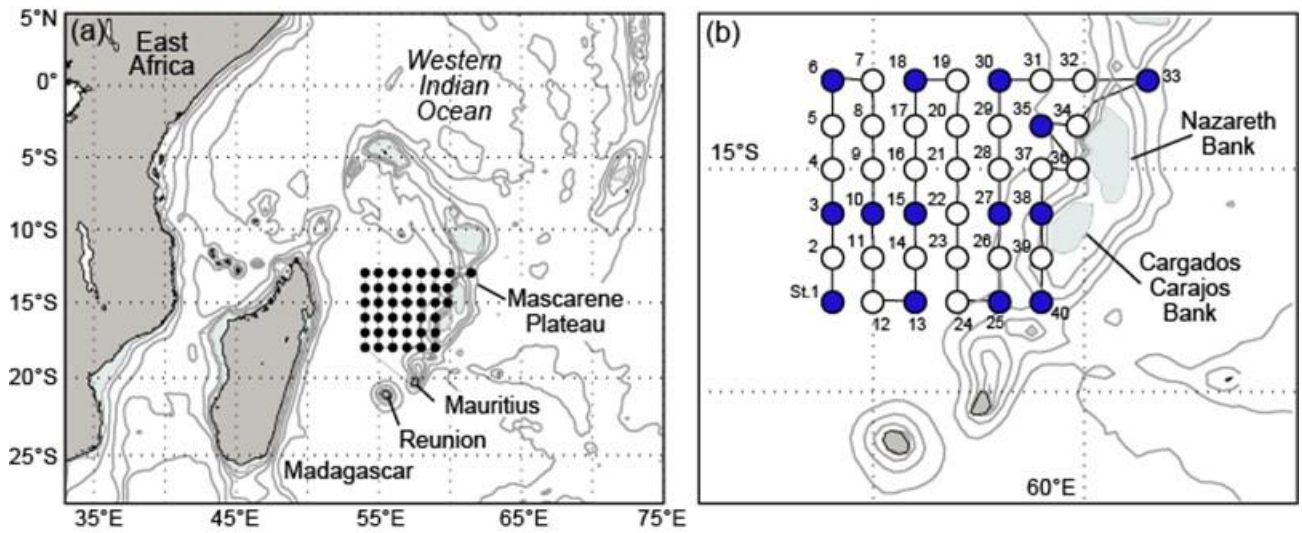 (a)
5°N
0°
5°S
10°S
15°S
20°S
25°S
35°E
45°E
55°E
65°E
75°E
East
Africa
Western
Indian
Ocean
Mascarene
Plateau
Mauritius
Reunion
Madagascar
(b)
15°S
60°E
6
7
18
19
30
31
32
33
5
8
17
20
29
35
34
4
9
16
21
28
37
36
3
10
15
22
27
38
2
11
14
23
26
39
St.1
12
13
24
25
40
Nazareth
Bank
Cargados
Carajos
Bank